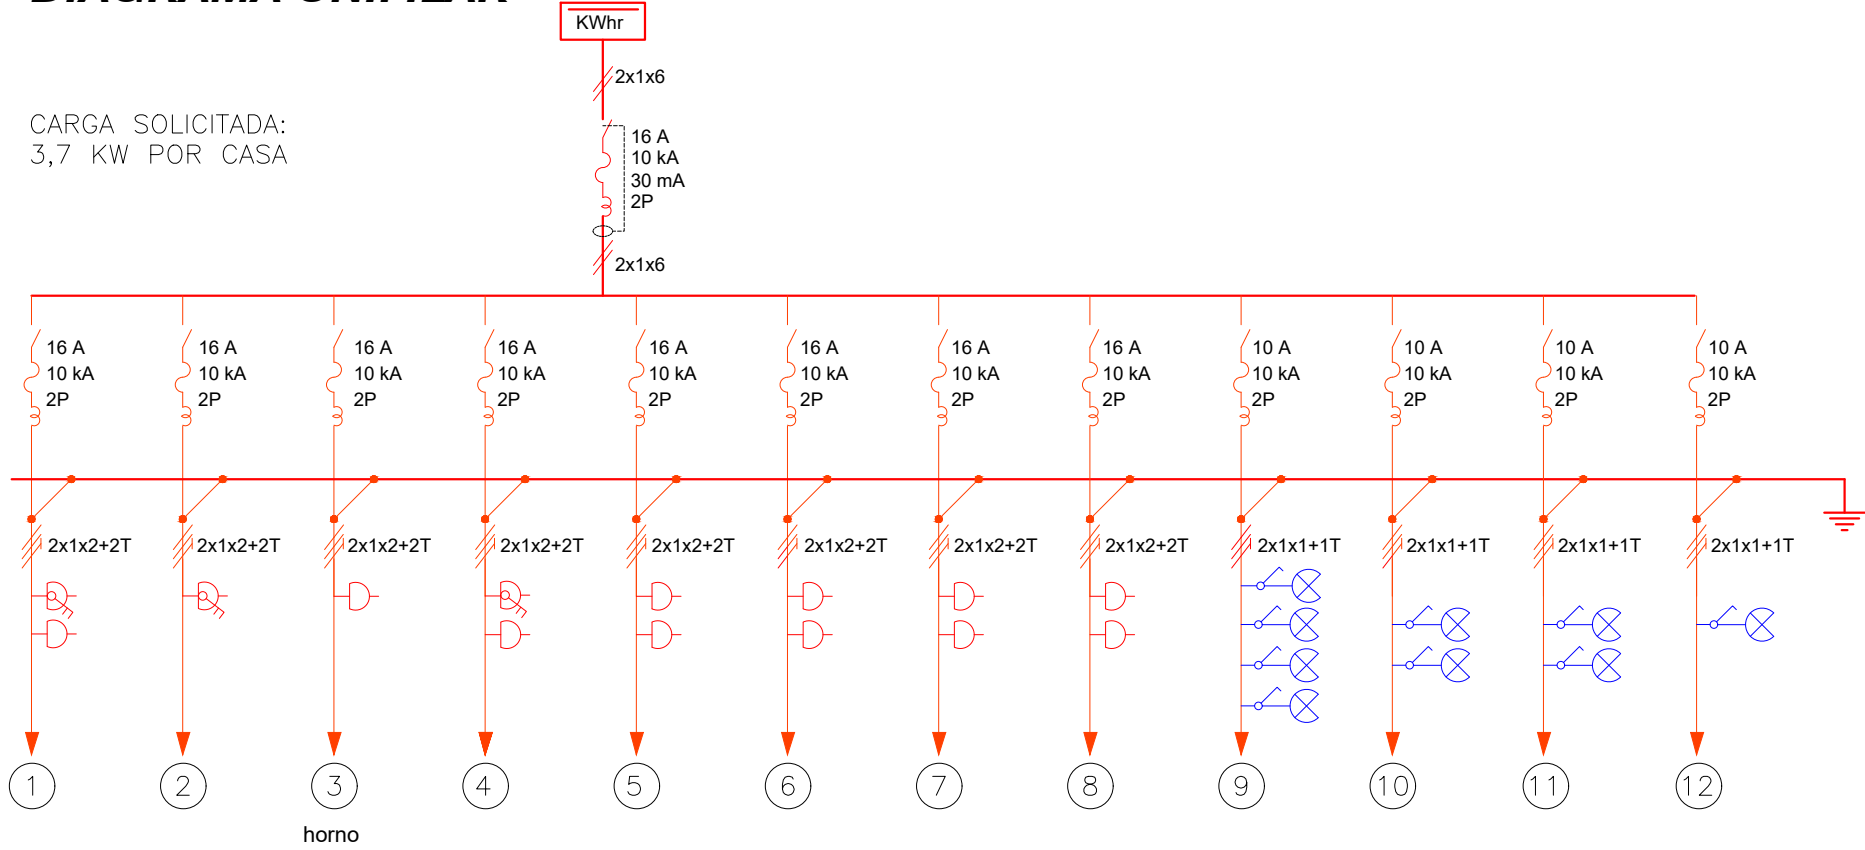 DIAGRAMA UNIFILAR
KWhr
2x1x6
CARGA SOLICITADA:
3,7 KW POR CASA
16 A
10 kA
30 mA
2P
2x1x6
16 A 16 A 16 A 16 A 16 A 16 A 16 A 16 A 10 A 10 A 10 A 10 A
10 kA 10 kA 10 kA 10 kA 10 kA 10 kA 10 kA 10 kA 10 kA 10 kA 10 kA 10 kA
2P 2P 2P 2P 2P 2P 2P 2P 2P 2P 2P 2P
2x1x2+2T 2x1x2+2T 2x1x2+2T 2x1x2+2T 2x1x2+2T 2x1x2+2T 2x1x2+2T 2x1x2+2T 2x1x1+1T 2x1x1+1T 2x1x1+1T 2x1x1+1T
1 2 3 4 5 6 7 8 9 10 11 12
horno